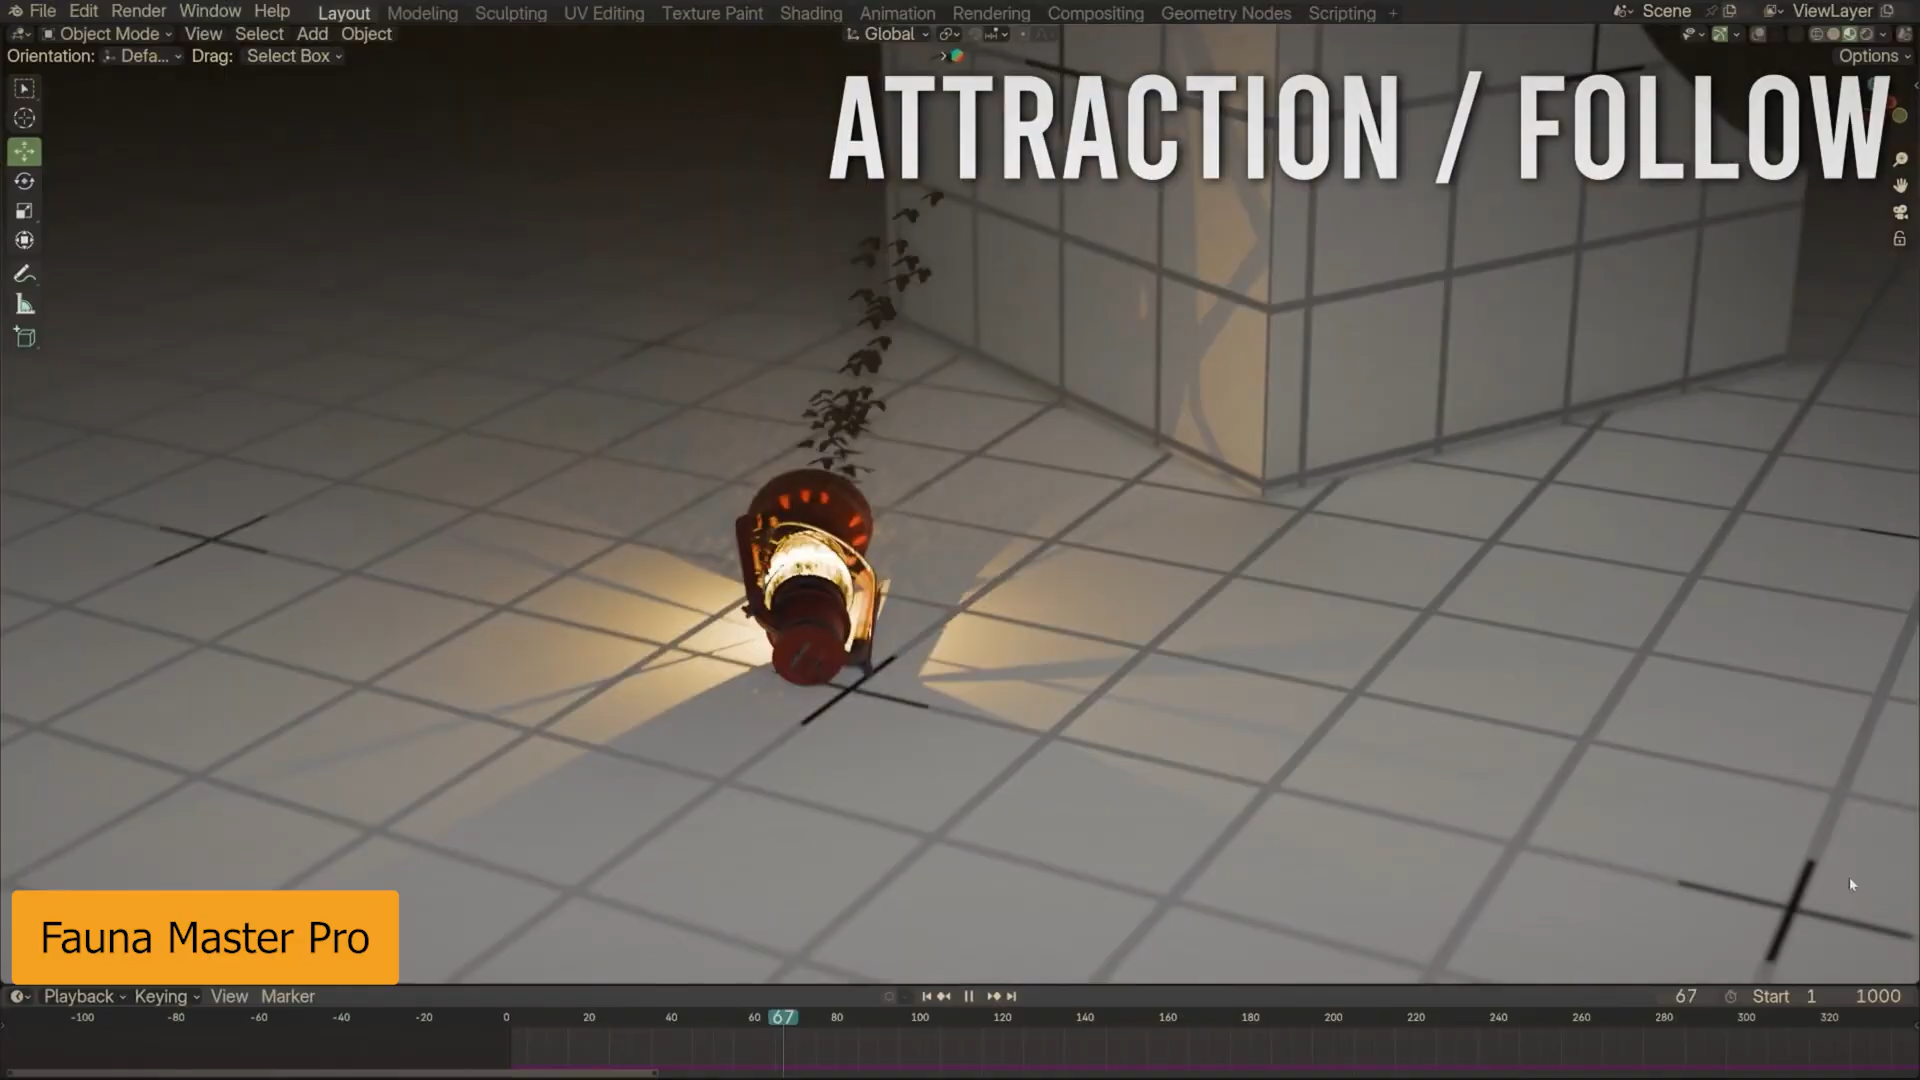 File Edit Render Window Help Layout Modeling Sculpting UV Editing Texture Paint Shading Animation Rendering Compositing Geometry Nodes Scripting + Scene ViewLayer
Object Mode View Select Add Object Global
Orientation: Defa... Drag: Select Box Options
ATTRACTION / FOLLOW
Fauna Master Pro
Playback Keying View Marker 67 Start 1 1000
-100 -80 -60 -40 -20 0 20 40 60 67 80 100 120 140 160 180 200 220 240 260 280 300 320